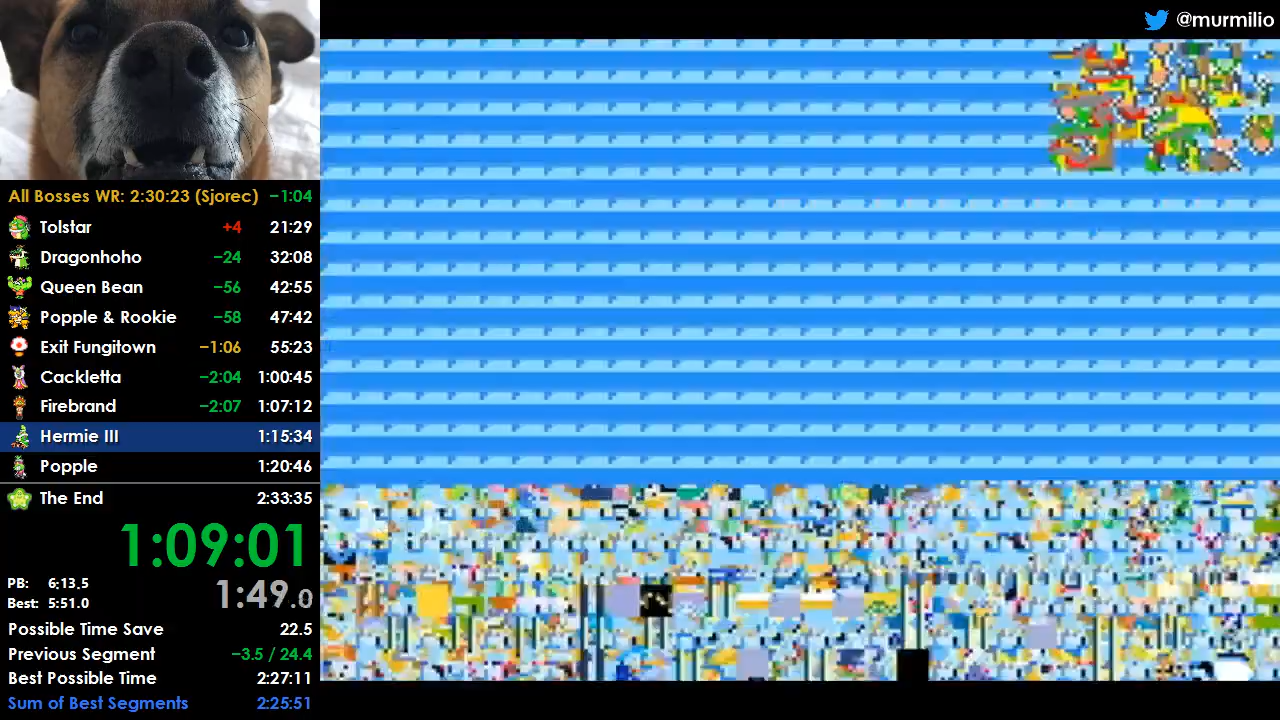 @murmilio
All Bosses WR: 2:30:23 (Sjorec) −1:04
Tolstar +4 21:29
Dragonhoho −24 32:08
Queen Bean −56 42:55
Popple & Rookie −58 47:42
Exit Fungitown −1:06 55:23
Cackletta −2:04 1:00:45
Firebrand −2:07 1:07:12
Hermie III 1:15:34
Popple 1:20:46
The End 2:33:35
1:09:01
PB: 6:13.5
Best: 5:51.0
1:49.0
Possible Time Save 22.5
Previous Segment −3.5 / 24.4
Best Possible Time 2:27:11
Sum of Best Segments 2:25:51